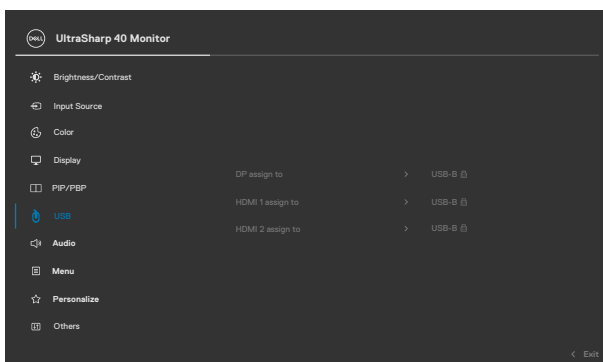 DELL UltraSharp 40 Monitor
Brightness/Contrast
Input Source
Color
Display
PIP/PBP
USB
Audio
Menu
Personalize
Others
DP assign to > USB-B
HDMI 1 assign to > USB-B
HDMI 2 assign to > USB-B
< Exit